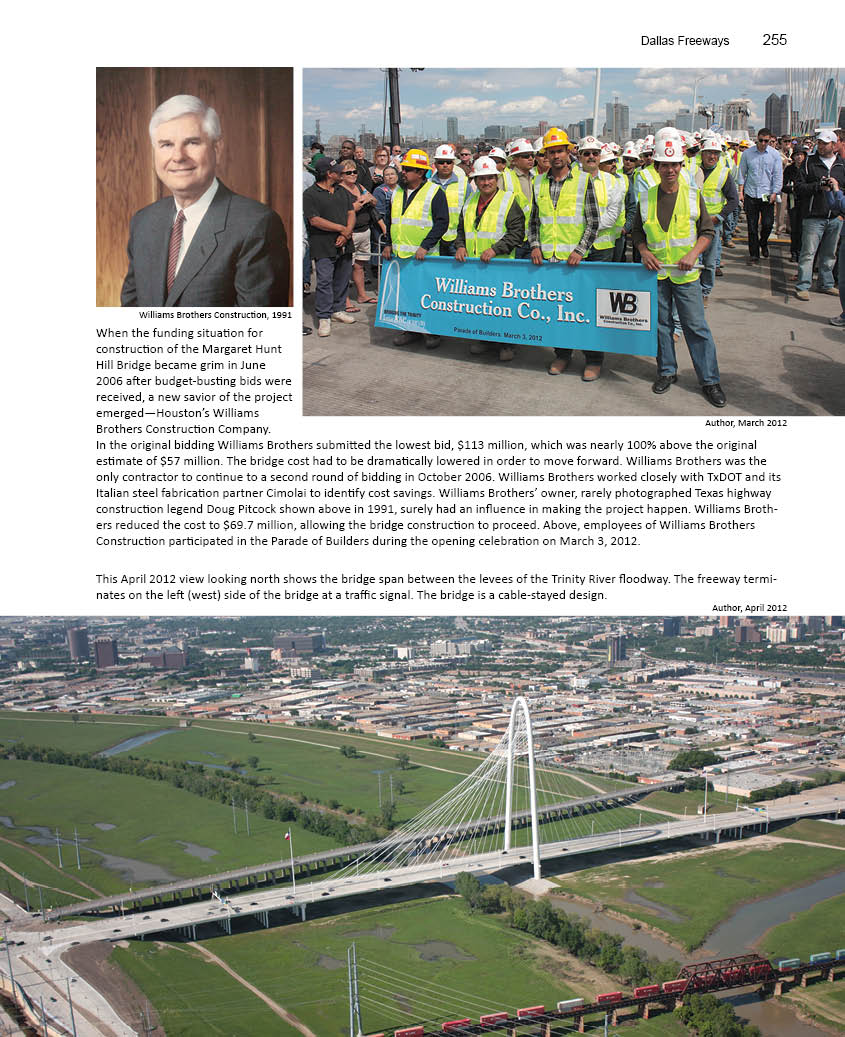 Dallas Freeways 255
Williams Brothers Construction, 1991
Williams Brothers
Construction Co., Inc.
WB
Williams Brothers
Construction Co., Inc.
BRIDGING THE TRINITY
Parade of Builders March 3, 2012
Author, March 2012
When the funding situation for
construction of the Margaret Hunt
Hill Bridge became grim in June
2006 after budget-busting bids were
received, a new savior of the project
emerged—Houston’s Williams
Brothers Construction Company.
In the original bidding Williams Brothers submitted the lowest bid, $113 million, which was nearly 100% above the original
estimate of $57 million. The bridge cost had to be dramatically lowered in order to move forward. Williams Brothers was the
only contractor to continue to a second round of bidding in October 2006. Williams Brothers worked closely with TxDOT and its
Italian steel fabrication partner Cimolai to identify cost savings. Williams Brothers’ owner, rarely photographed Texas highway
construction legend Doug Pitcock shown above in 1991, surely had an influence in making the project happen. Williams Broth-
ers reduced the cost to $69.7 million, allowing the bridge construction to proceed. Above, employees of Williams Brothers
Construction participated in the Parade of Builders during the opening celebration on March 3, 2012.
This April 2012 view looking north shows the bridge span between the levees of the Trinity River floodway. The freeway termi-
nates on the left (west) side of the bridge at a traffic signal. The bridge is a cable-stayed design.
Author, April 2012